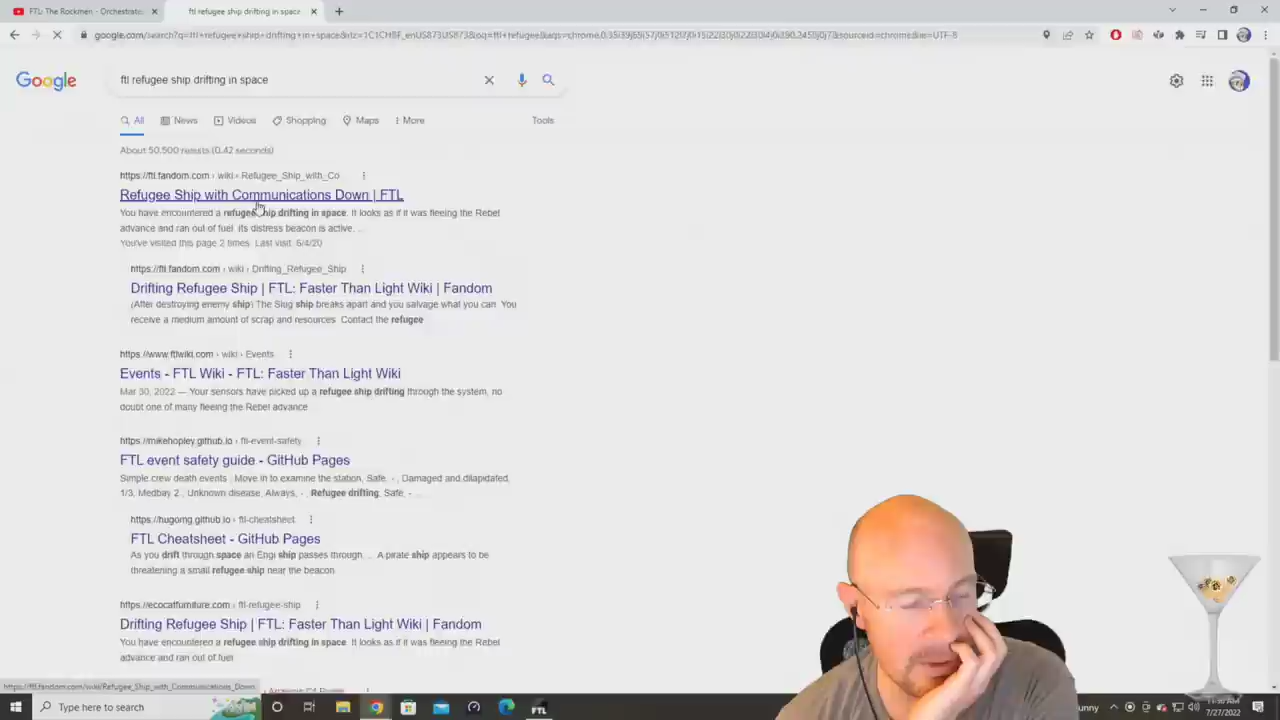 FTL: The Rockmen - Orchestrate
ftl refugee ship drifting in space
Google
ftl refugee ship drifting in space
All
News
Videos
Shopping
Maps
More
Tools
About 50,500 results (0.42 seconds)
https://ftl.fandom.com › wiki › Refugee_Ship_with_Co
Refugee Ship with Communications Down | FTL
You have encountered a refugee ship drifting in space. It looks as if it was fleeing the Rebel
advance and ran out of fuel. Its distress beacon is active. ...
You've visited this page 2 times. Last visit: 6/4/20
https://ftl.fandom.com › wiki › Drifting_Refugee_Ship
Drifting Refugee Ship | FTL: Faster Than Light Wiki | Fandom
(After destroying enemy ship) The Slug ship breaks apart and you salvage what you can. You
receive a medium amount of scrap and resources. Contact the refugee
https://www.ftlwiki.com › wiki › Events
Events - FTL Wiki - FTL: Faster Than Light Wiki
Mar 30, 2022 — Your sensors have picked up a refugee ship drifting through the system, no
doubt one of many fleeing the Rebel advance
https://mikehopley.github.io › ftl-event-safety
FTL event safety guide - GitHub Pages
Simple crew death events ; Move in to examine the station, Safe, - ; Damaged and dilapidated,
1/3, Medbay 2 ; Unknown disease, Always, - ; Refugee drifting, Safe, - ...
https://hugomg.github.io › ftl-cheatsheet
FTL Cheatsheet - GitHub Pages
As you drift through space an Engi ship passes through. ... A pirate ship appears to be
threatening a small refugee ship near the beacon.
https://ecocatfurniture.com › ftl-refugee-ship
Drifting Refugee Ship | FTL: Faster Than Light Wiki | Fandom
You have encountered a refugee ship drifting in space. It looks as if it was fleeing the Rebel
advance and ran out of fuel
https://ftl.fandom.com/wiki/Refugee_Ship_with_Communications_Down
Type here to search
FTL
unny
7/27/2022